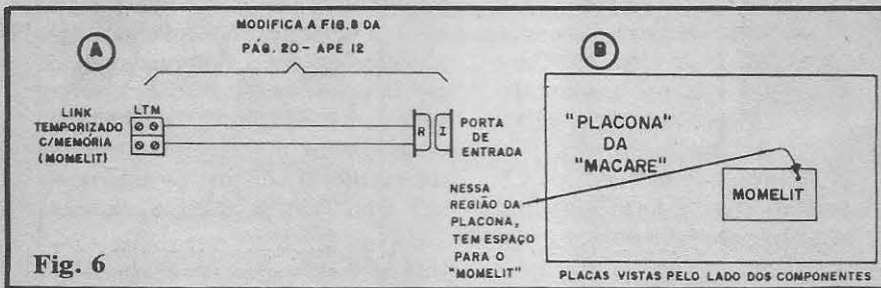 A
MODIFICA A FIG.8 DA
PÁG. 20 - APE 12
LINK
TEMPORIZADO
C/MEMÓRIA
(MOMELIT)
LTM
R
I
PORTA
DE
ENTRADA
B
"PLACONA"
DA
"MACARE"
MOMELIT
NESSA
REGIÃO DA
PLACONA,
TEM ESPAÇO
PARA O
"MOMELIT"
PLACAS VISTAS PELO LADO DOS COMPONENTES
Fig. 6